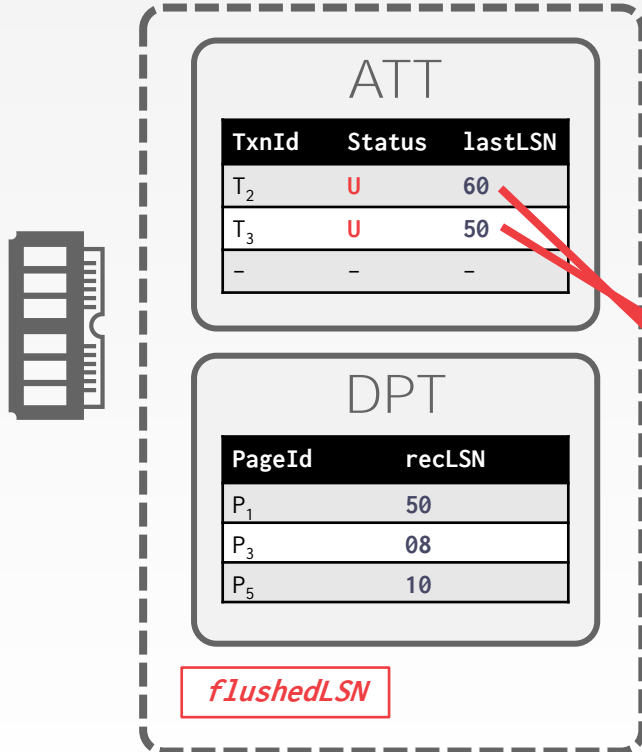 ATT
TxnId Status lastLSN
T2 U 60
T3 U 50
– – –
DPT
PageId recLSN
P1 50
P3 08
P5 10
flushedLSN